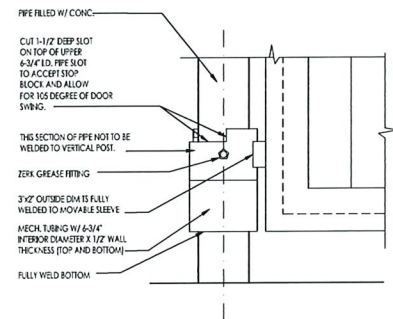 PIPE FILLED W/ CONC.
CUT 1-1/2' DEEP SLOT
ON TOP OF UPPER
6-3/4" I.D. PIPE SLOT
TO ACCEPT STOP
BLOCK AND ALLOW
FOR 105 DEGREE OF DOOR
SWING.
THIS SECTION OF PIPE NOT TO BE
WELDED TO VERTICAL POST.
ZERK GREASE FITTING
3'x2' OUTSIDE DIM TS FULLY
WELDED TO MOVABLE SLEEVE
MECH. TUBING W/ 6-3/4"
INTERIOR DIAMETER X 1/2' WALL
THICKNESS (TOP AND BOTTOM)
FULLY WELD BOTTOM